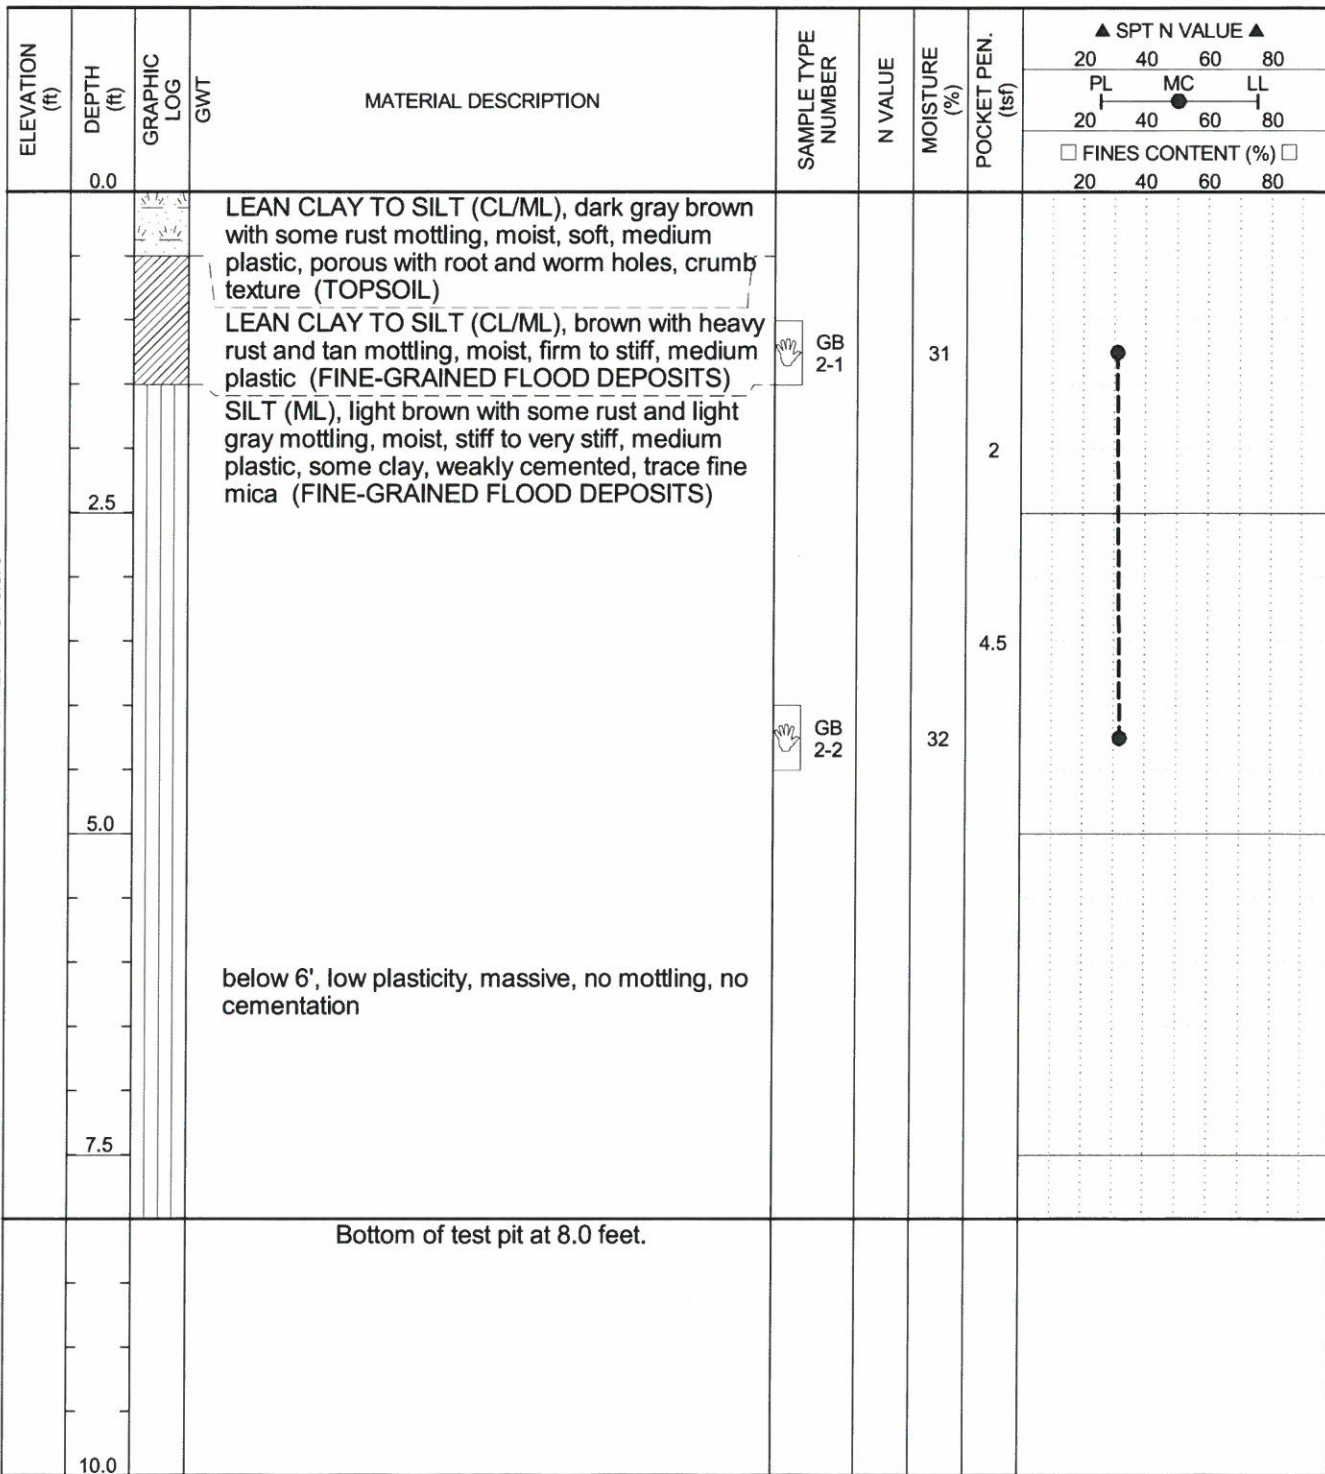 ELEVATION
(ft)
DEPTH
(ft)
GRAPHIC
LOG
GWT
MATERIAL DESCRIPTION
SAMPLE TYPE
NUMBER
N VALUE
MOISTURE
(%)
POCKET PEN.
(tsf)
▲ SPT N VALUE ▲
20 40 60 80
PL MC LL
20 40 60 80
□ FINES CONTENT (%) □
20 40 60 80
0.0
LEAN CLAY TO SILT (CL/ML), dark gray brown
with some rust mottling, moist, soft, medium
plastic, porous with root and worm holes, crumb
texture (TOPSOIL)
LEAN CLAY TO SILT (CL/ML), brown with heavy
rust and tan mottling, moist, firm to stiff, medium
plastic (FINE-GRAINED FLOOD DEPOSITS)
GB
2-1
31
SILT (ML), light brown with some rust and light
gray mottling, moist, stiff to very stiff, medium
plastic, some clay, weakly cemented, trace fine
mica (FINE-GRAINED FLOOD DEPOSITS)
2
2.5
4.5
GB
2-2
32
5.0
below 6', low plasticity, massive, no mottling, no
cementation
7.5
Bottom of test pit at 8.0 feet.
10.0